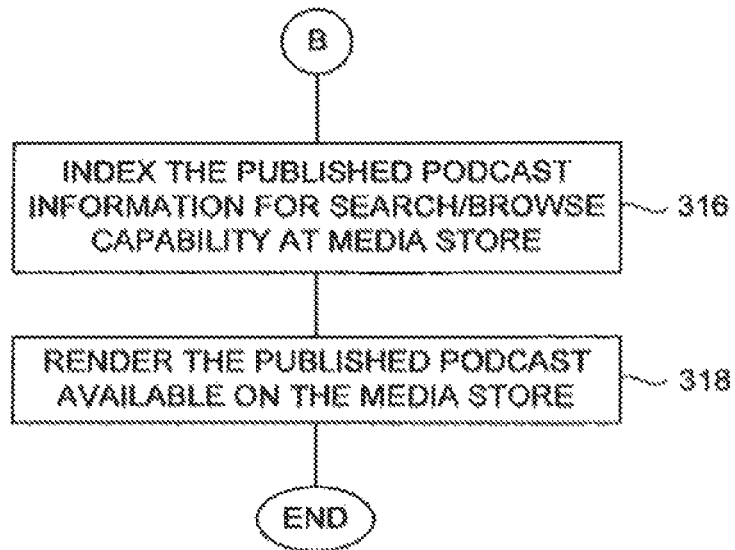 B
INDEX THE PUBLISHED PODCAST
INFORMATION FOR SEARCH/BROWSE
CAPABILITY AT MEDIA STORE
316
RENDER THE PUBLISHED PODCAST
AVAILABLE ON THE MEDIA STORE
318
END